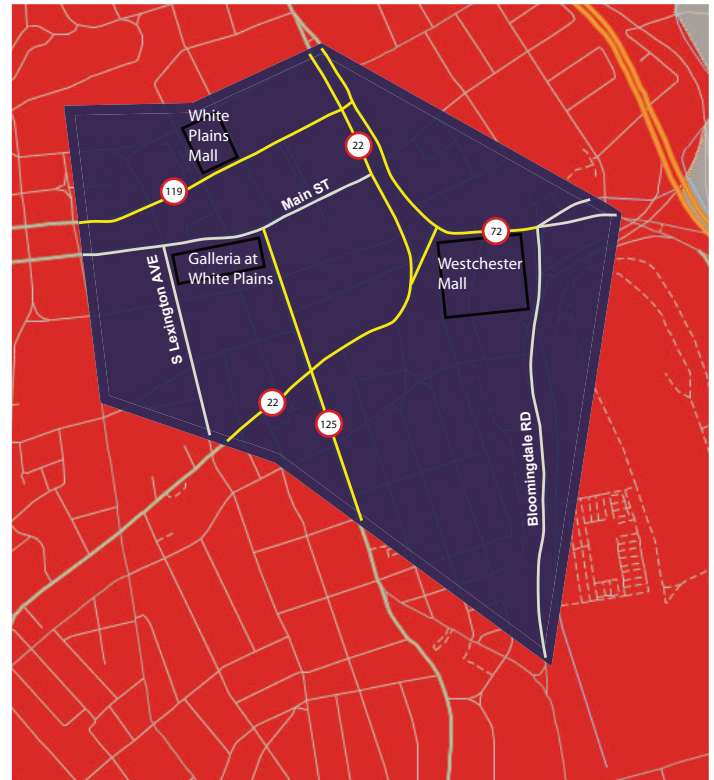 White
Plains
Mall
22
119
Main ST
72
Galleria at
White Plains
Westchester
Mall
S Lexington AVE
22
125
Bloomingdale RD